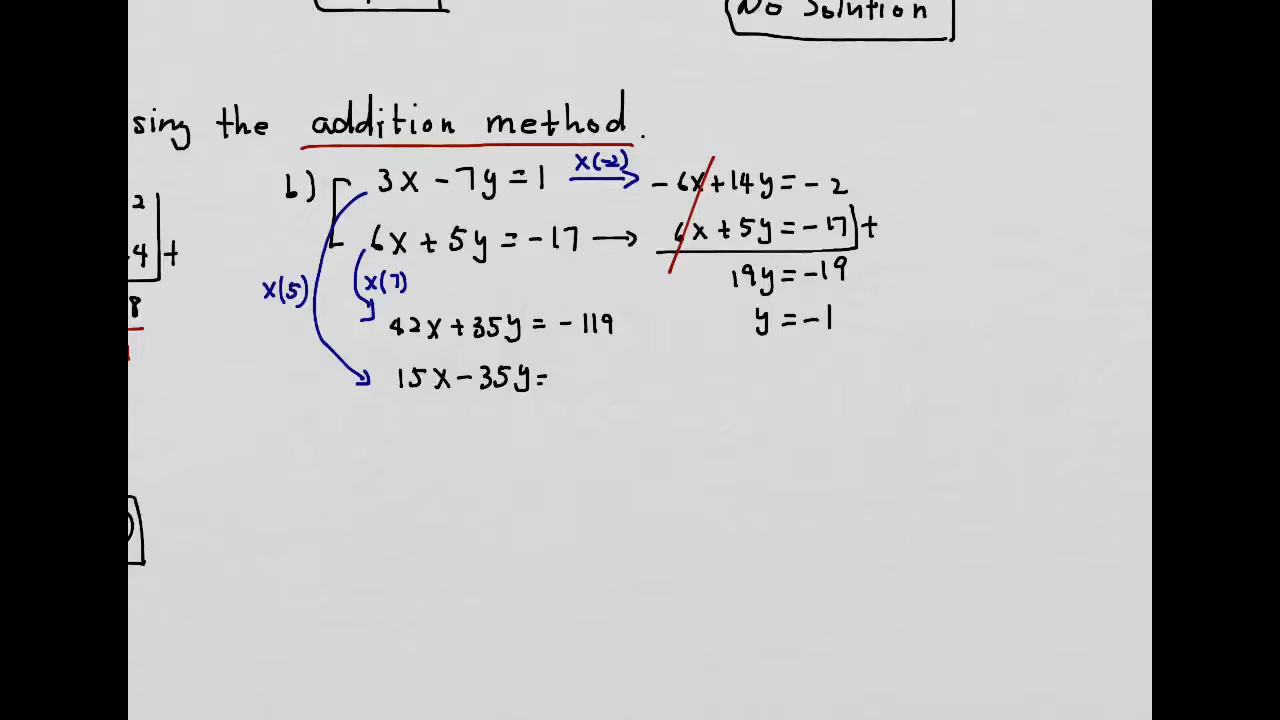 No Solution
sing the addition method.
2
4 +
8
b) 3x - 7y = 1 x(-2) - 6x + 14y = - 2
6x + 5y = - 17 → 6x + 5y = - 17 +
19y = - 19
y = - 1
x(5) x(7)
42x + 35y = - 119
15x - 35y =